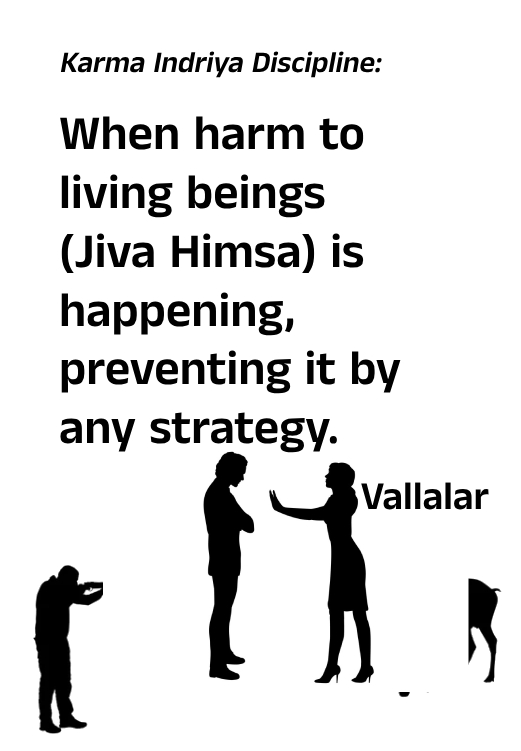 Karma Indriya Discipline:
When harm to
living beings
(Jiva Himsa) is
happening,
preventing it by
any strategy.
Vallalar